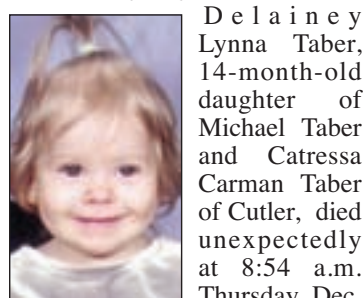 Delainey
Lynna Taber,
14-month-old
daughter of
Michael Taber
and Catressa
Carman Taber
of Cutler, died
unexpectedly
at 8:54 a.m.
Thursday, Dec.